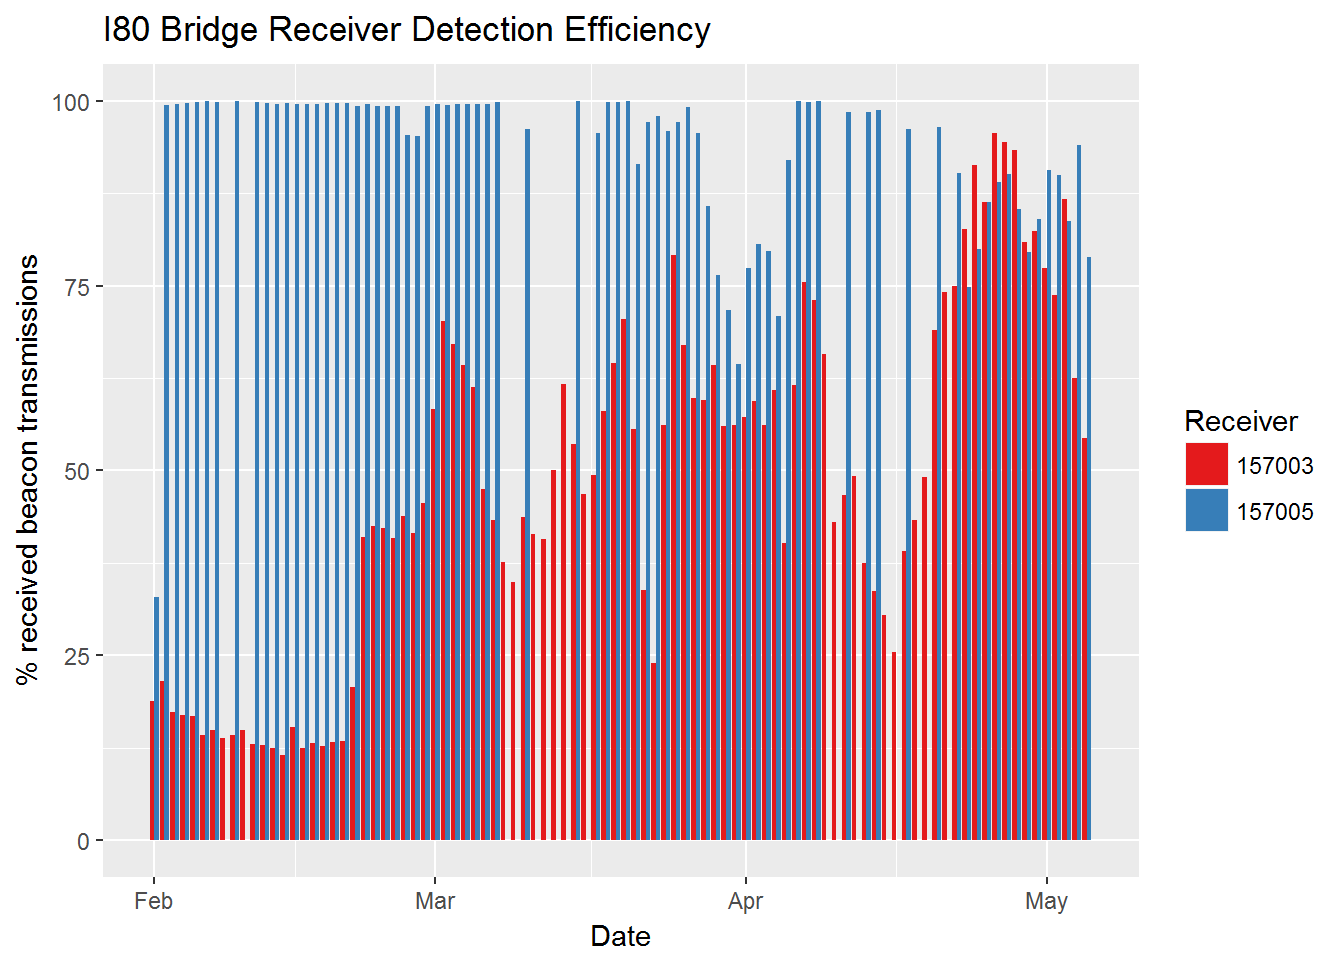 I80 Bridge Receiver Detection Efficiency
% received beacon transmissions
100
75
50
25
0
Feb
Mar
Apr
May
Date
Receiver
157003
157005